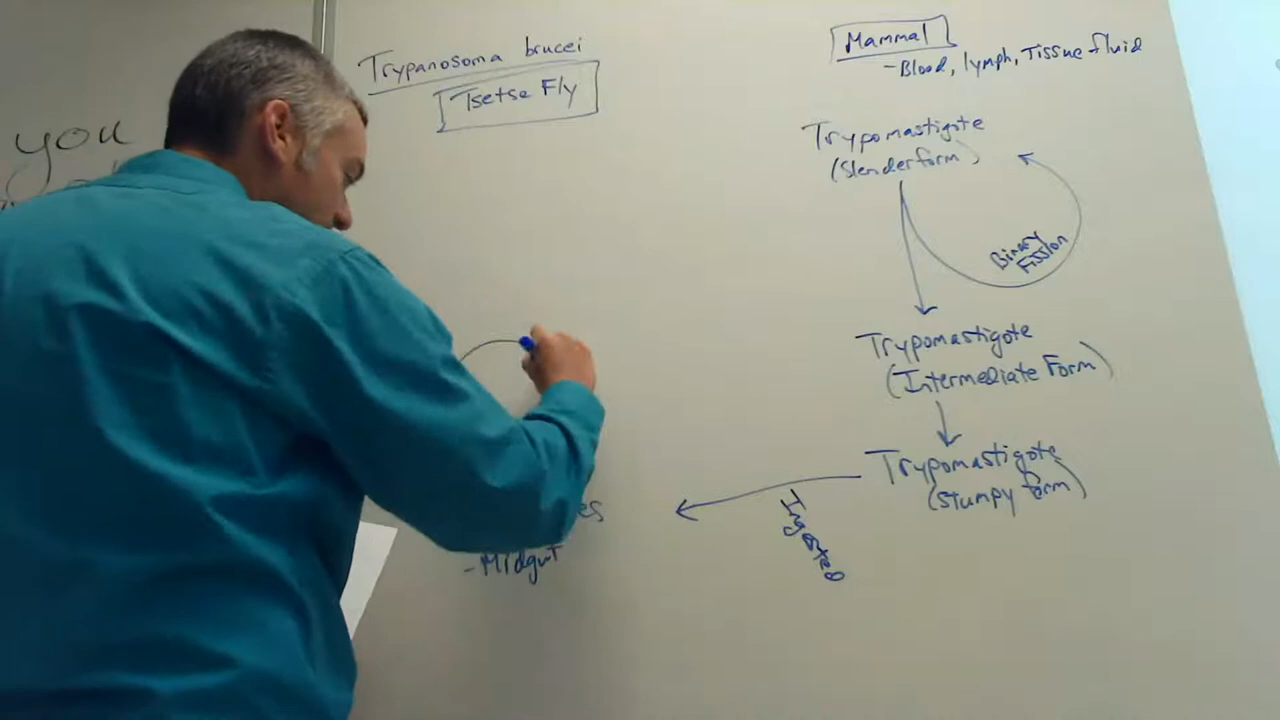 you
Trypanosoma brucei
Tsetse Fly
-Midgut
Mammal
-Blood, lymph, Tissue fluid
Trypomastigote
(Slender form)
Binary
Fission
Trypomastigote
(Intermediate Form)
Trypomastigote
(Stumpy form)
Ingested